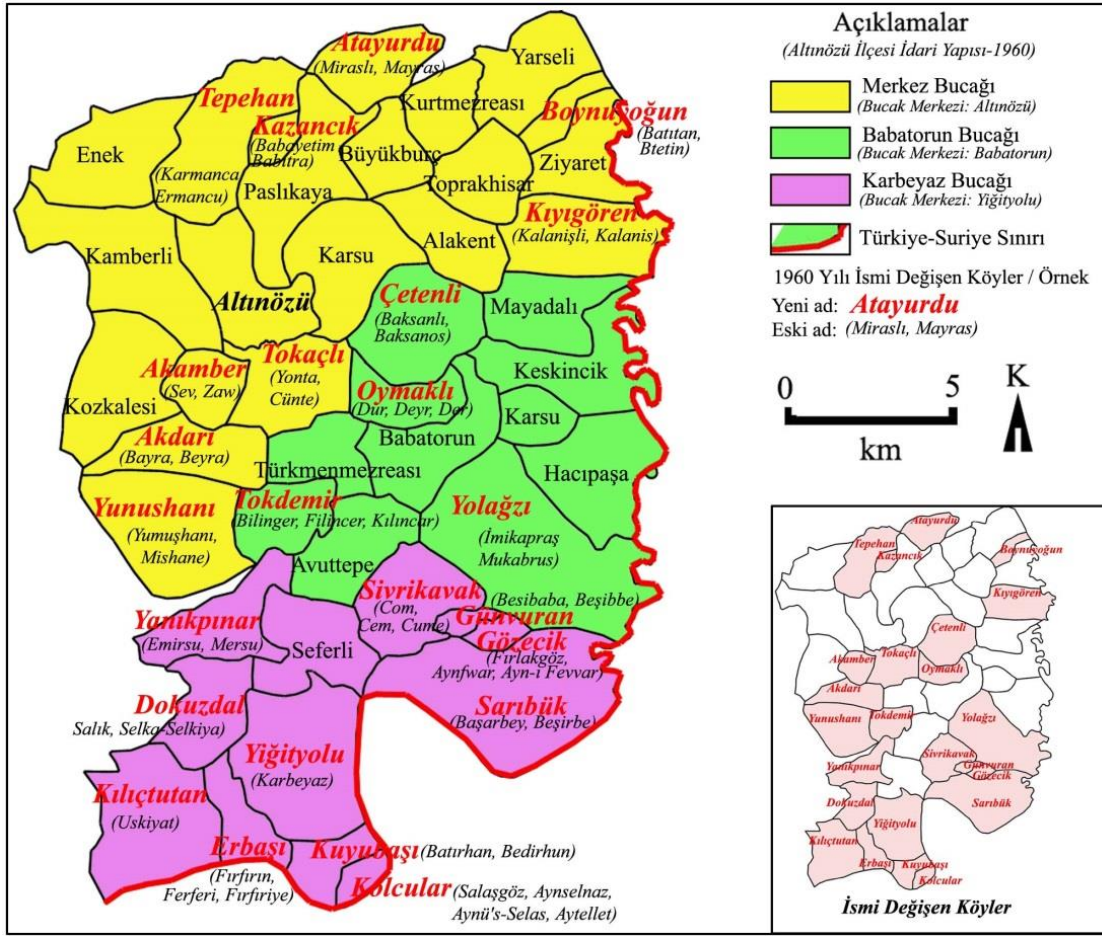 Açıklamalar
(Altınözü İlçesi İdari Yapısı-1960)
Merkez Bucağı
(Bucak Merkezi: Altınözü)
Babatorun Bucağı
(Bucak Merkezi: Babatorun)
Karbeyaz Bucağı
(Bucak Merkezi: Yiğityolu)
Türkiye-Suriye Sınırı
1960 Yılı İsmi Değişen Köyler / Örnek
Yeni ad: Atayurdu
Eski ad: (Miraslı, Mayras)
0 5
km
K
Atayurdu
(Miraslı, Mayras)
Yarseli
Tepehan
Kurtmezreası
Kazancık
(Babayetim
Babıtra)
Boynuyoğun
(Batıtan,
Btetin)
Enek
Büyükburç
Ziyaret
(Karmanca
Ermancu)
Paslıkaya
Toprakhisar
Kıyıgören
(Kalanişli, Kalanis)
Kamberli
Karsu
Alakent
Altınözü
Çetenli
(Baksanlı,
Baksanos)
Mayadalı
Tokaçlı
(Yonta,
Cünte)
Akamber
(Sev, Zaw)
Keskincik
Oymaklı
(Dür, Deyr, Der)
Kozkalesi
Karsu
Akdarı
(Bayra, Beyra)
Babatorun
Türkmenmezreası
Hacıpaşa
Yunushanı
(Yumuşhanı,
Mishane)
Tokdemir
(Bilinger, Filincer, Kılıncar)
Yolağzı
(İmikapraş
Mukabrus)
Avuttepe
Sivrikavak
(Com,
Cem, Cume)
(Besibaba, Beşibbe)
Günvuran
Yanıkpınar
(Emirsu, Mersu)
Seferli
Gözecik
(Fırlakgöz,
Aynfwar, Ayn-ı Fevvar)
Dokuzdal
Salık, Selka-Selkiya)
Sarıbük
(Başarbey, Beşirbe)
Yiğityolu
(Karbeyaz)
Kılıçtutan
(Uskiyat)
Erbaşı
(Fırfırın,
Ferferi, Fırfıriye)
Kuyubaşı (Batırhan, Bedirhun)
Kolcular (Salaşgöz, Aynselnaz,
Aynü's-Selas, Aytellet)
Atayurdu
Tepehan
Kazancık
Boynuyoğun
Kıyıgören
Çetenli
Tokaçlı
Akamber
Oymaklı
Akdarı
Yunushanı
Tokdemir
Yolağzı
Sivrikavak
Yanıkpınar
Günvuran
Gözecik
Dokuzdal
Sarıbük
Yiğityolu
Kılıçtutan
Erbaşı
Kuyubaşı
Kolcular
İsmi Değişen Köyler